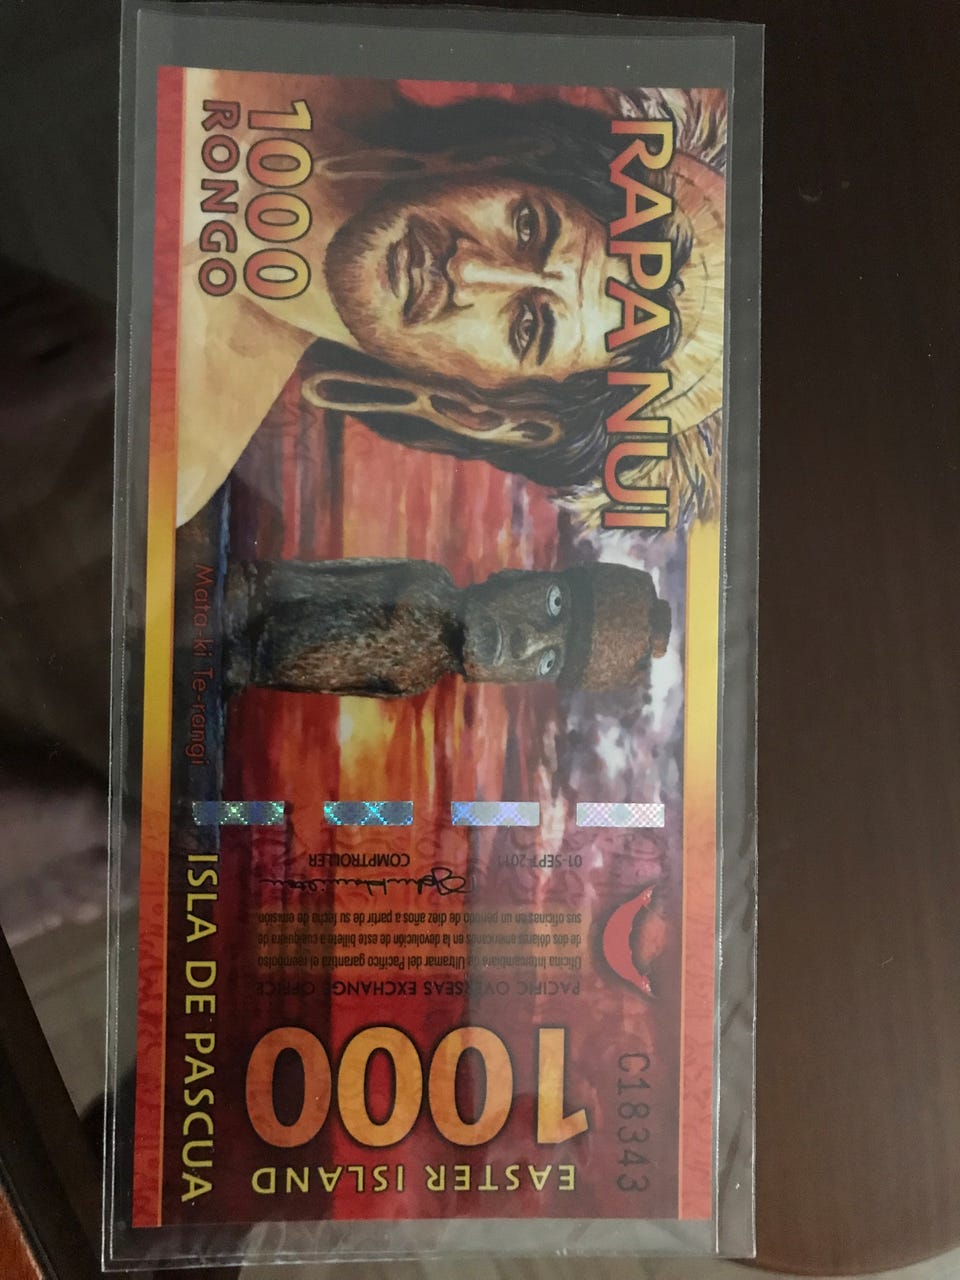 RAPA NUI
1000
RONGO
Mata-ki Te-rangi
ISLA DE PASCUA
C18343
EASTER ISLAND
1000
PACIFIC OVERSEAS EXCHANGE OFFICE
Oficina Intercambiaria de Ultramar del Pacífico garantiza el reembolso
de dos dólares americanos en la devolución de este billete a cualquiera de
sus oficinas en un período de diez años a partir de su fecha de emisión
COMPTROLLER
01-SEPT-2011